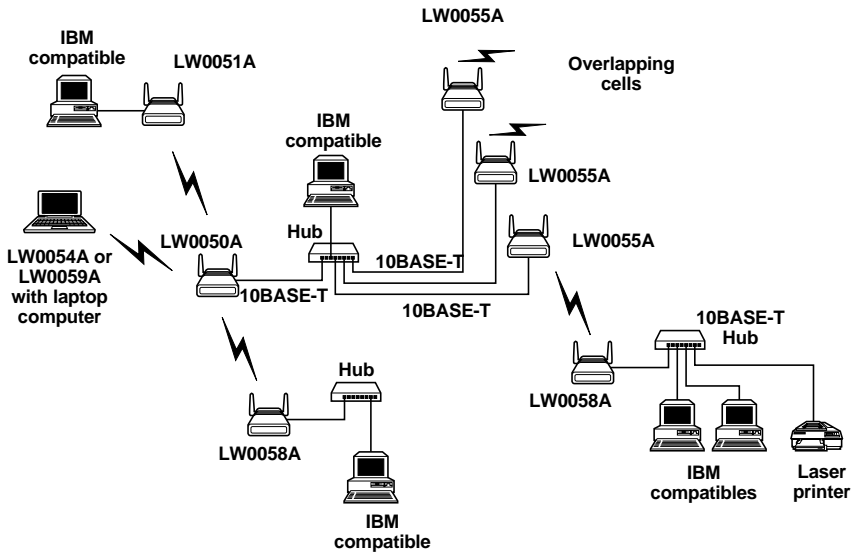 LW0055A
IBM
compatible
LW0051A
Overlapping
cells
IBM
compatible
LW0055A
LW0050A
Hub
LW0055A
LW0054A or
LW0059A
with laptop
computer
10BASE-T
10BASE-T
10BASE-T
10BASE-T
Hub
Hub
LW0058A
LW0058A
IBM
compatibles
Laser
printer
IBM
compatible